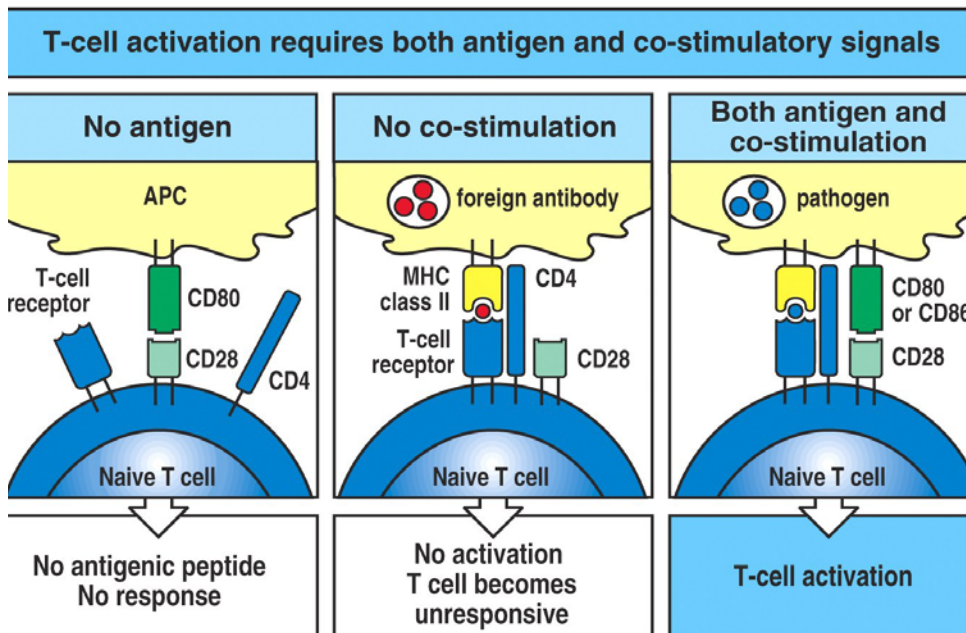 T-cell activation requires both antigen and co-stimulatory signals
No antigen
APC
T-cell
receptor
CD80
CD28
CD4
Naive T cell
No antigenic peptide
No response
No co-stimulation
foreign antibody
MHC
class II
CD4
T-cell
receptor
CD28
Naive T cell
No activation
T cell becomes
unresponsive
Both antigen and
co-stimulation
pathogen
CD80
or CD86
CD28
Naive T cell
T-cell activation